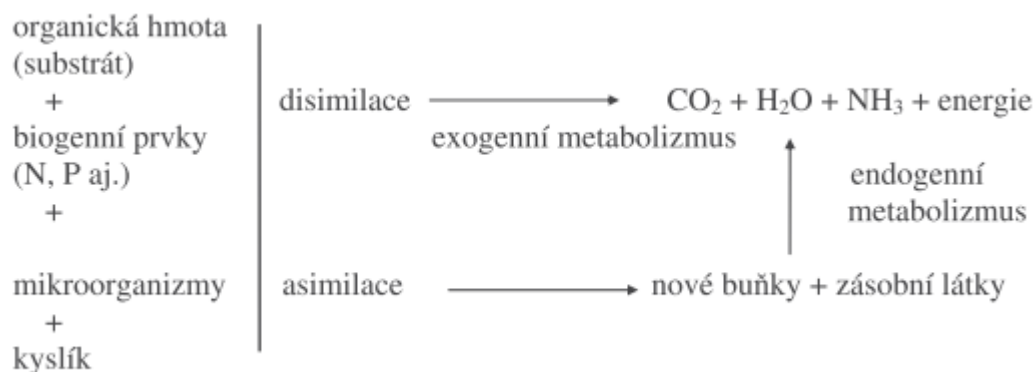 organická hmota
(substrát)
+
biogenní prvky
(N, P aj.)
+
mikroorganizmy
+
kyslík
disimilace
exogenní metabolizmus
CO₂ + H₂O + NH₃ + energie
endogenní
metabolizmus
asimilace
nové buňky + zásobní látky